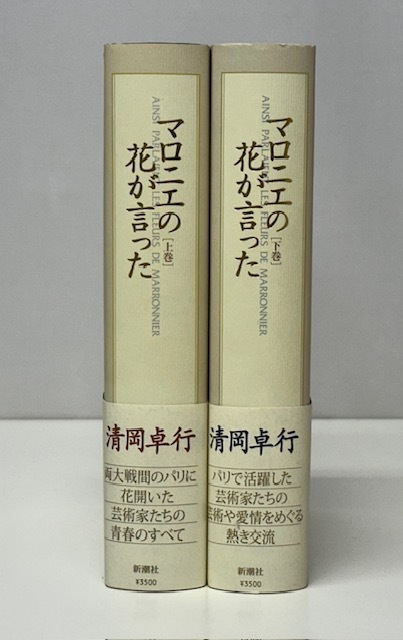 マロニエの
花が言った
[上巻]
AINSI PARLAIENT LES FLEURS DE MARRONNIER
清岡卓行
両大戦間のパリに
花開いた
芸術家たちの
青春のすべて
新潮社
¥3500
マロニエの
花が言った
[下巻]
AINSI PARLAIENT LES FLEURS DE MARRONNIER
清岡卓行
パリで活躍した
芸術家たちの
芸術や愛情をめぐる
熱き交流
新潮社
¥3500